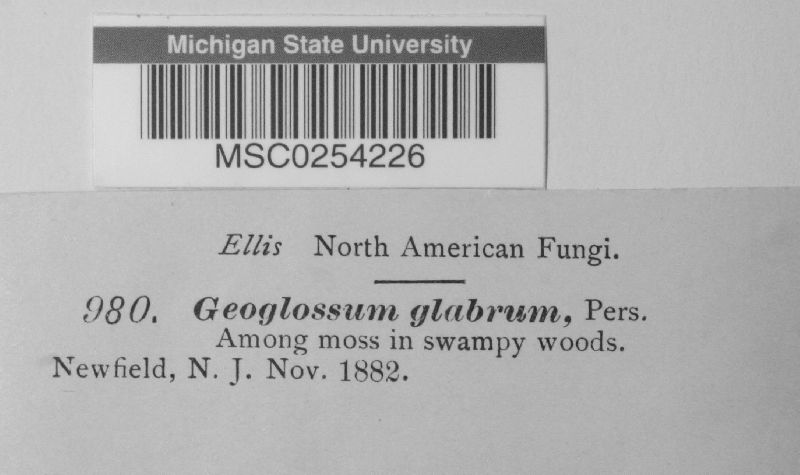 Michigan State University
MSC0254226
Ellis North American Fungi.
980. Geoglossum glabrum, Pers.
Among moss in swampy woods.
Newfield, N. J. Nov. 1882.